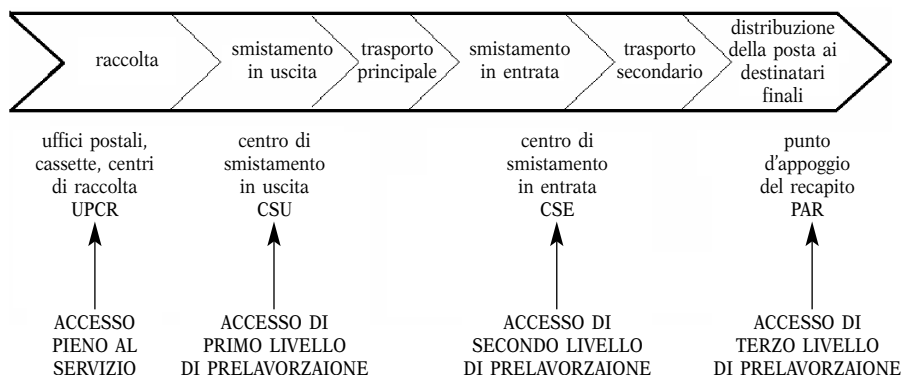 raccolta
smistamento
in uscita
trasporto
principale
smistamento
in entrata
trasporto
secondario
distribuzione
della posta ai
destinatari
finali
uffici postali,
cassette, centri
di raccolta
UPCR
centro di
smistamento
in uscita
CSU
centro di
smistamento
in entrata
CSE
punto
d'appoggio
del recapito
PAR
ACCESSO
PIENO AL
SERVIZIO
ACCESSO DI
PRIMO LIVELLO
DI PRELAVORZAIONE
ACCESSO DI
SECONDO LIVELLO
DI PRELAVORZAIONE
ACCESSO DI
TERZO LIVELLO
DI PRELAVORZAIONE